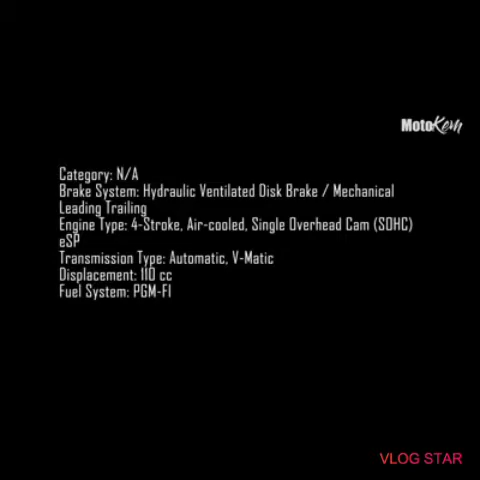 MotoKem
Category: N/A
Brake System: Hydraulic Ventilated Disk Brake / Mechanical
Leading Trailing
Engine Type: 4-Stroke, Air-cooled, Single Overhead Cam (SOHC)
eSP
Transmission Type: Automatic, V-Matic
Displacement: 110 cc
Fuel System: PGM-FI
VLOG STAR